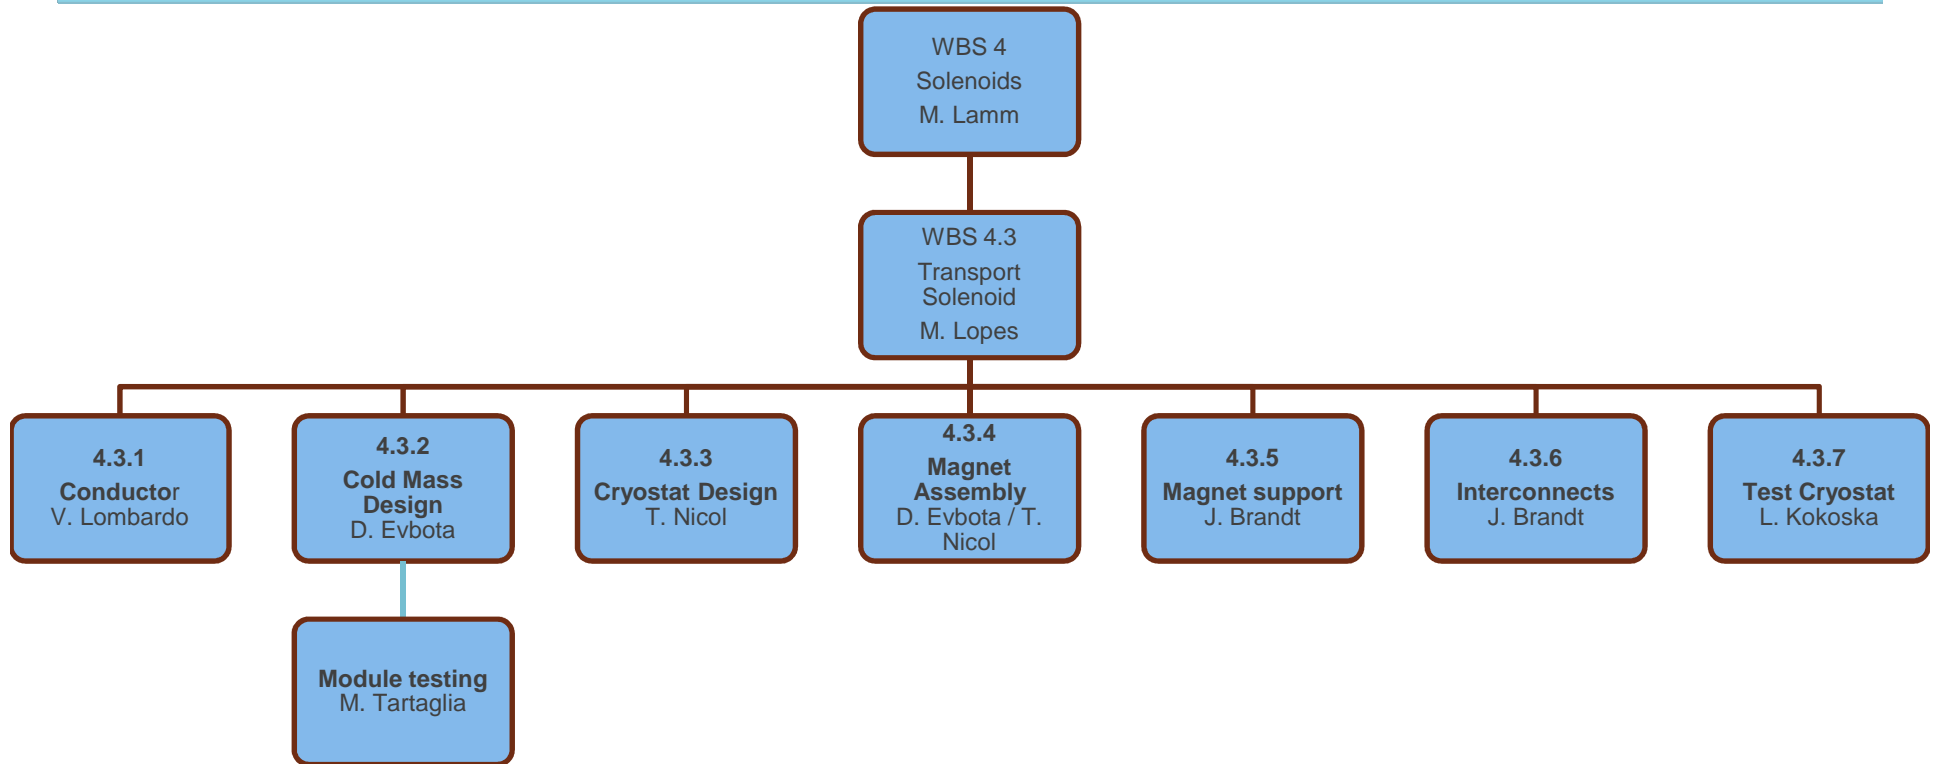 WBS 4
Solenoids
M. Lamm
WBS 4.3
Transport
Solenoid
M. Lopes
4.3.1
Conductor
V. Lombardo
4.3.2
Cold Mass
Design
D. Evbota
4.3.3
Cryostat Design
T. Nicol
4.3.4
Magnet
Assembly
D. Evbota / T.
Nicol
4.3.5
Magnet support
J. Brandt
4.3.6
Interconnects
J. Brandt
4.3.7
Test Cryostat
L. Kokoska
Module testing
M. Tartaglia